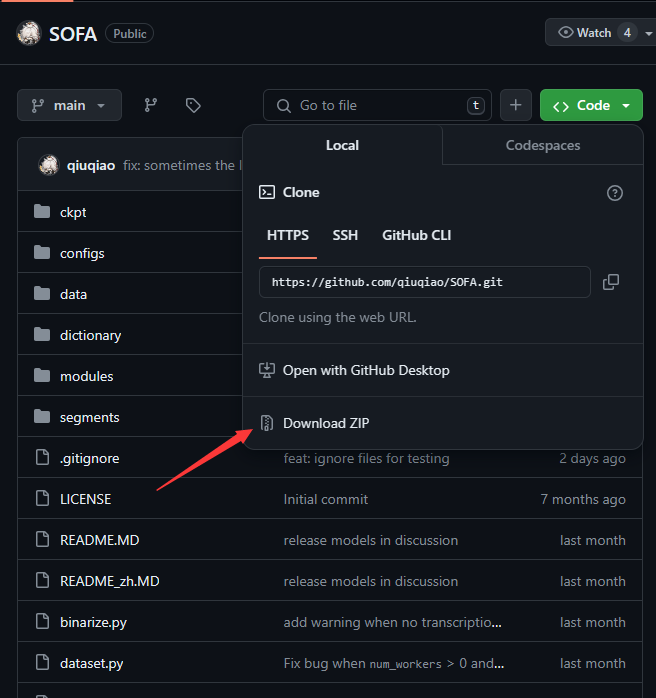 SOFA Public Watch 4
main Go to file t Code
Local Codespaces
qiuqiao fix: sometimes the l
Clone
ckpt
HTTPS SSH GitHub CLI
configs
https://github.com/qiuqiao/SOFA.git
data
Clone using the web URL.
dictionary
Open with GitHub Desktop
modules
segments
Download ZIP
.gitignore feat: ignore files for testing 2 days ago
LICENSE Initial commit 7 months ago
README.MD release models in discussion last month
README_zh.MD release models in discussion last month
binarize.py add warning when no transcriptio... last month
dataset.py Fix bug when num_workers > 0 and... last month